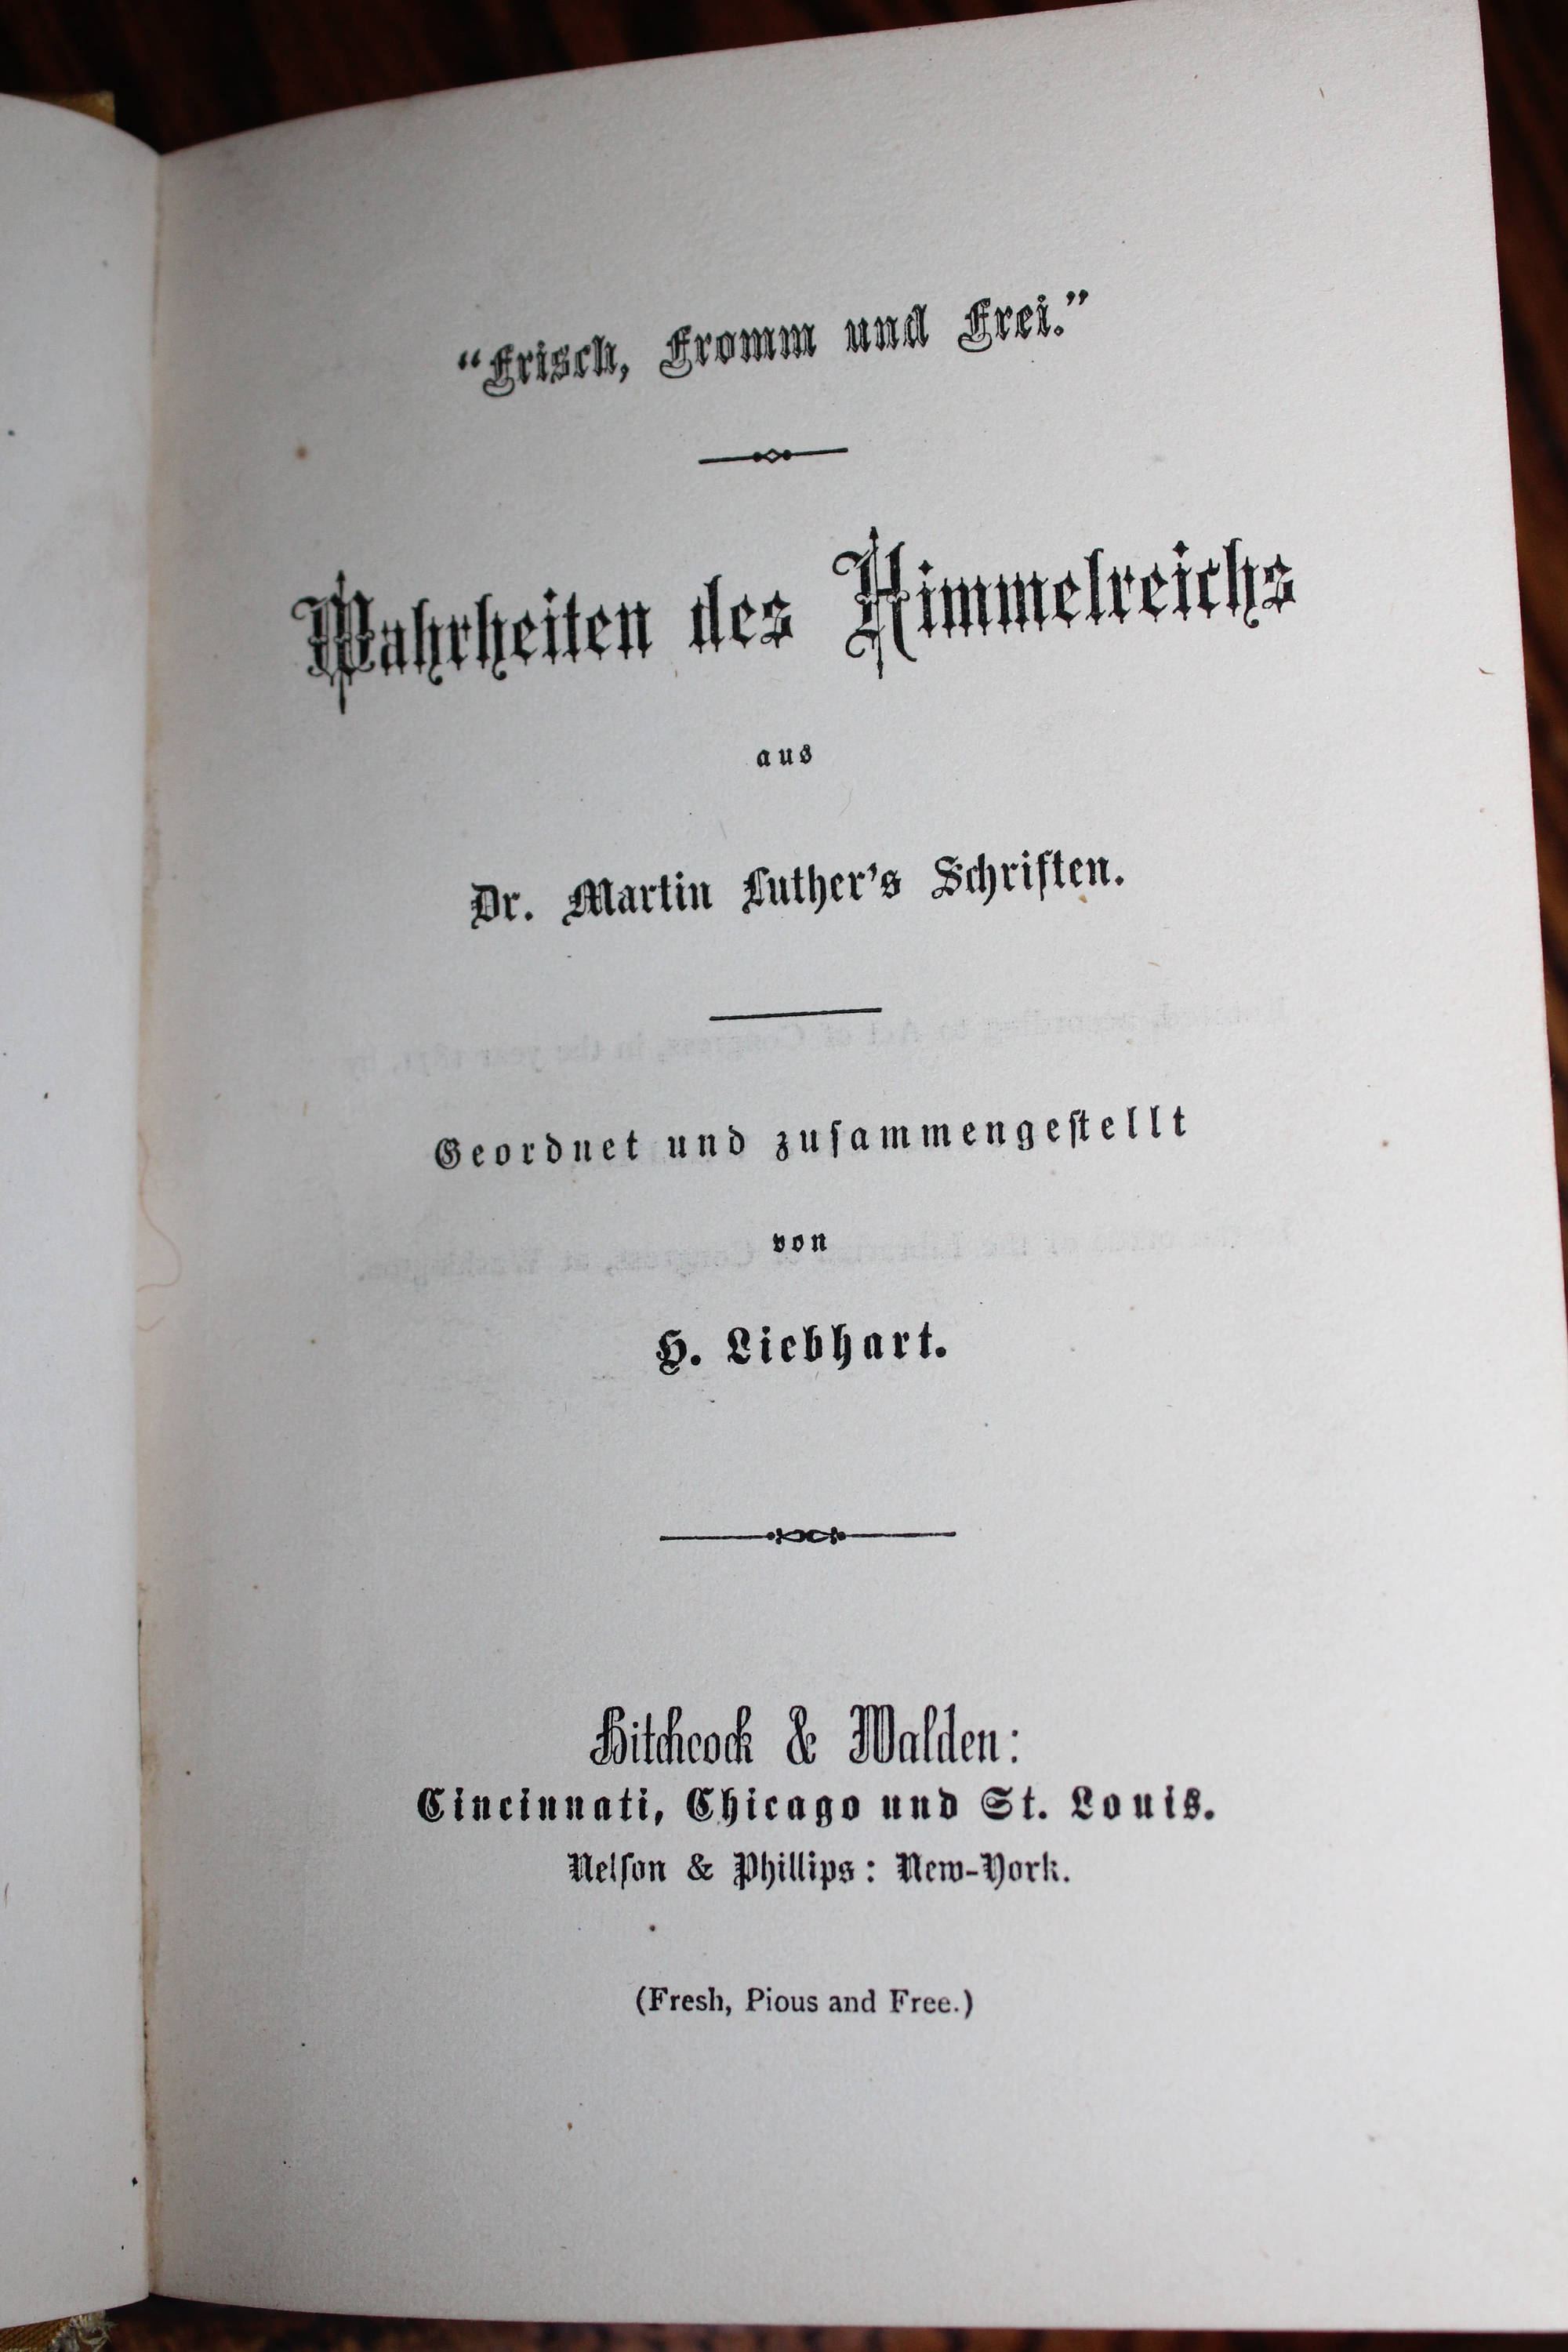 “Frisch, Fromm und Frei.”
Wahrheiten des Himmelreichs
aus
Dr. Martin Luther’s Schriften.
Geordnet und zuſammengeſtellt
von
H. Liebhart.
Hitchcock & Walden:
Cincinnati, Chicago und St. Louis.
Nelſon & Phillips: New-York.
(Fresh, Pious and Free.)